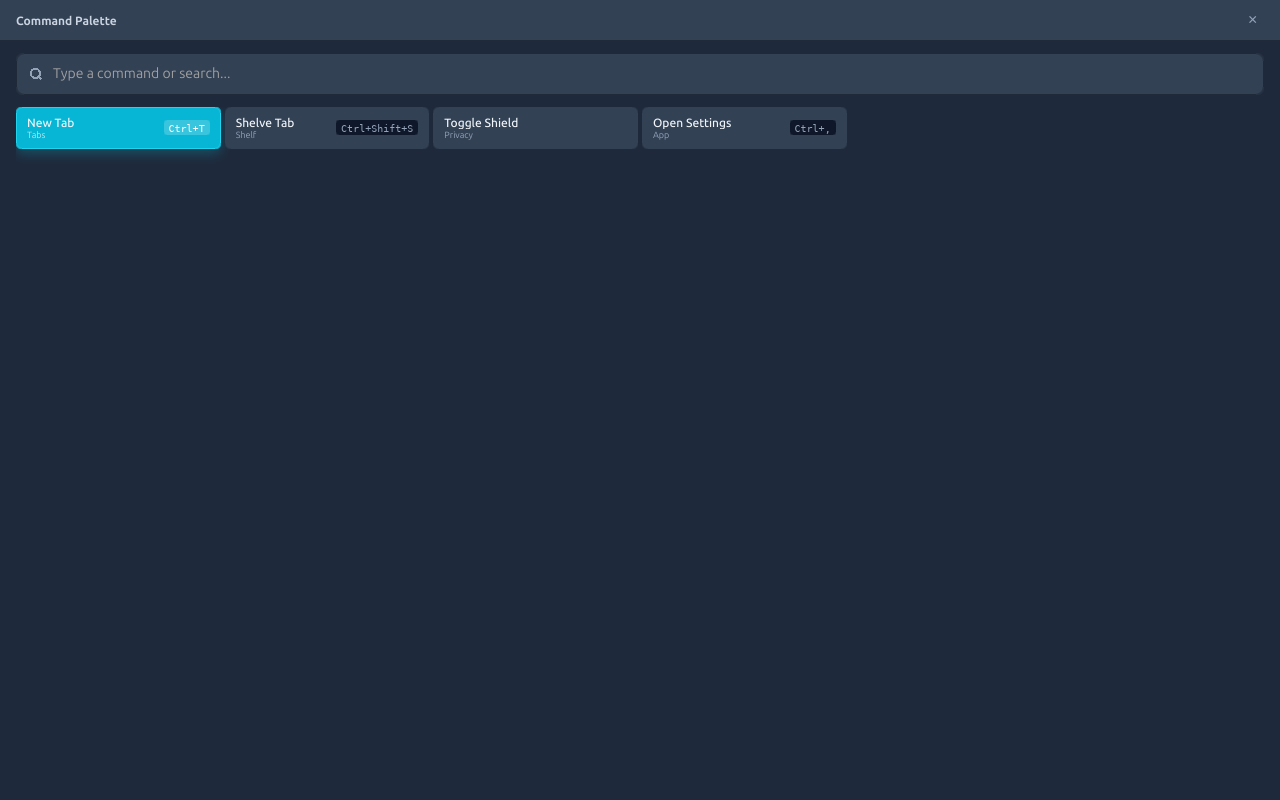 Command Palette
×
Type a command or search...
New Tab
Tabs
Ctrl+T
Shelve Tab
Shelf
Ctrl+Shift+S
Toggle Shield
Privacy
Open Settings
App
Ctrl+,